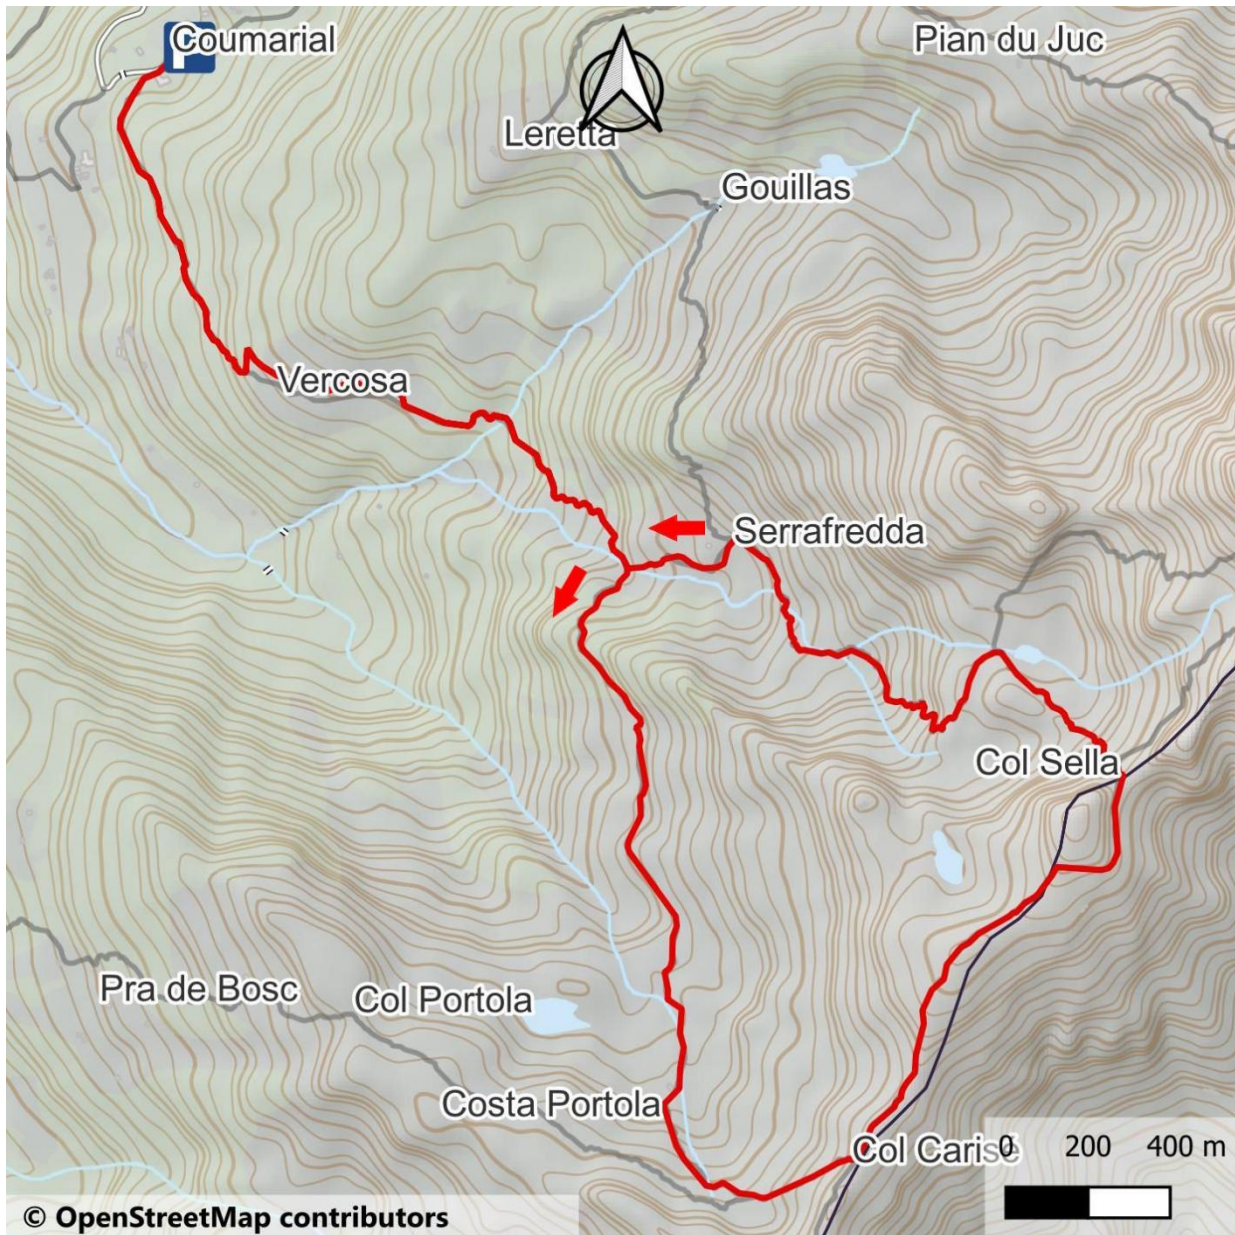 P
Coumarial
Pian du Juc
Leretta
Gouillas
Vercosa
Serrafredda
Col Sella
Pra de Bosc
Col Portola
Costa Portola
Col Carisé
0 200 400 m
© OpenStreetMap contributors